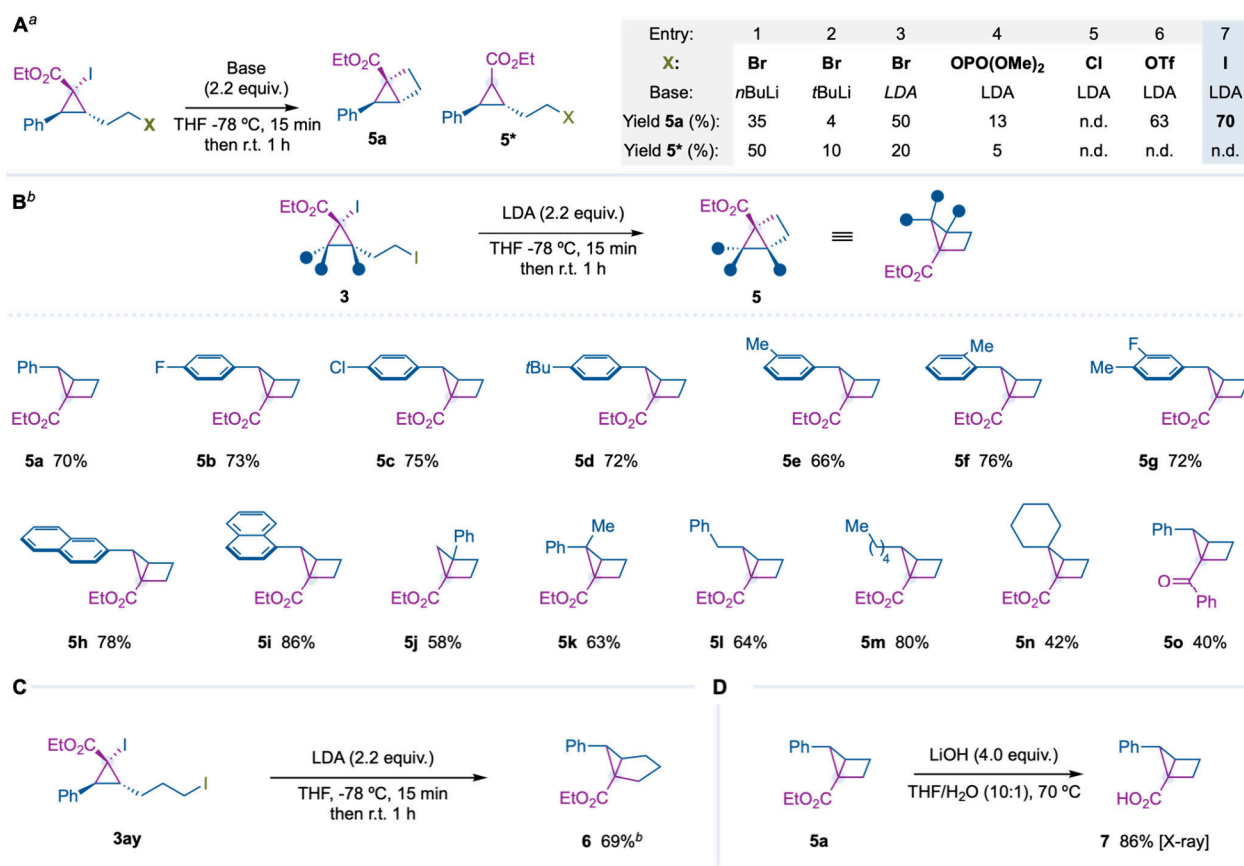 Aᵃ
EtO₂C I
Ph X
Base
(2.2 equiv.)
THF -78 ºC, 15 min
then r.t. 1 h
EtO₂C
Ph
5a
CO₂Et
Ph X
5*
Entry: 1 2 3 4 5 6 7
X: Br Br Br OPO(OMe)₂ Cl OTf I
Base: nBuLi tBuLi LDA LDA LDA LDA LDA
Yield 5a (%): 35 4 50 13 n.d. 63 70
Yield 5* (%): 50 10 20 5 n.d. n.d. n.d.
Bᵇ
EtO₂C I
I
3
LDA (2.2 equiv.)
THF -78 ºC, 15 min
then r.t. 1 h
EtO₂C
5
≡
EtO₂C
Ph
EtO₂C
5a 70%
F
EtO₂C
5b 73%
Cl
EtO₂C
5c 75%
tBu
EtO₂C
5d 72%
Me
EtO₂C
5e 66%
Me
EtO₂C
5f 76%
F
Me
EtO₂C
5g 72%
EtO₂C
5h 78%
EtO₂C
5i 86%
Ph
EtO₂C
5j 58%
Me
Ph
EtO₂C
5k 63%
Ph
EtO₂C
5l 64%
Me
( )₄
EtO₂C
5m 80%
EtO₂C
5n 42%
Ph
O
Ph
5o 40%
C
EtO₂C I
Ph I
3ay
LDA (2.2 equiv.)
THF, -78 ºC, 15 min
then r.t. 1 h
Ph
EtO₂C
6 69%ᵇ
D
Ph
EtO₂C
5a
LiOH (4.0 equiv.)
THF/H₂O (10:1), 70 ºC
Ph
HO₂C
7 86% [X-ray]